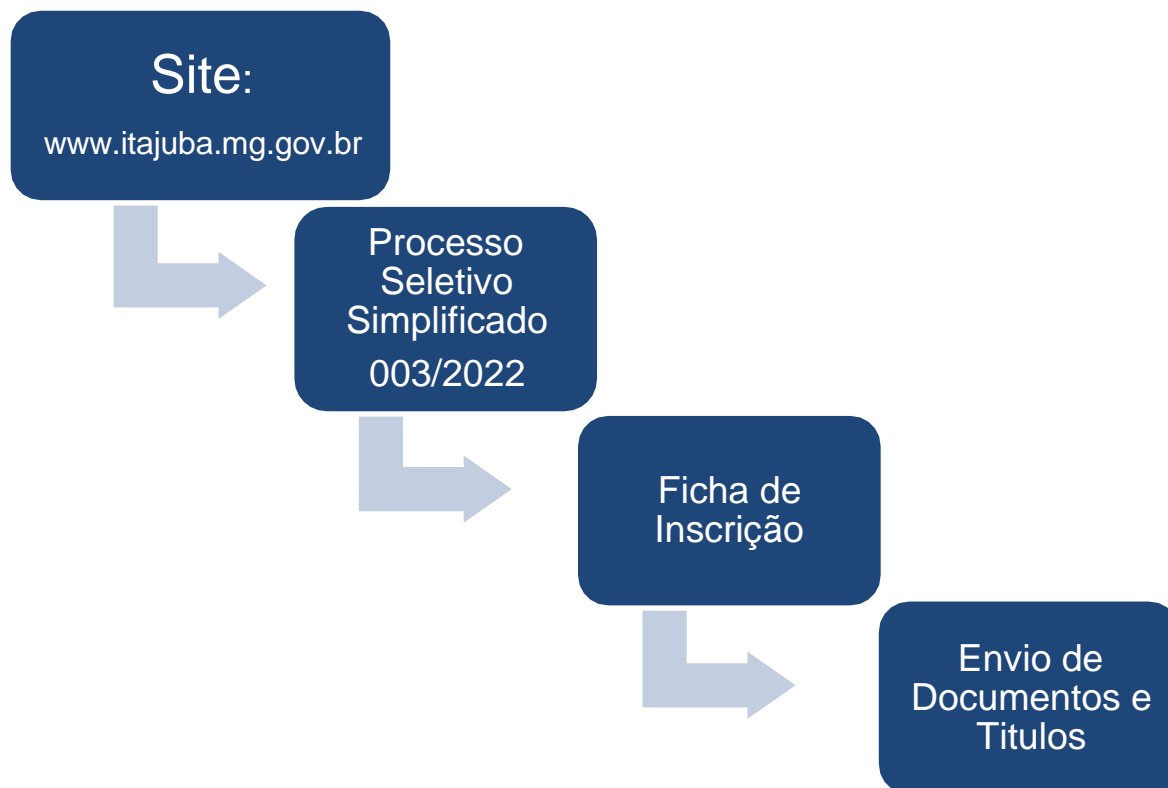 Site:
www.itajuba.mg.gov.br
Processo
Seletivo
Simplificado
003/2022
Ficha de
Inscrição
Envio de
Documentos e
Titulos